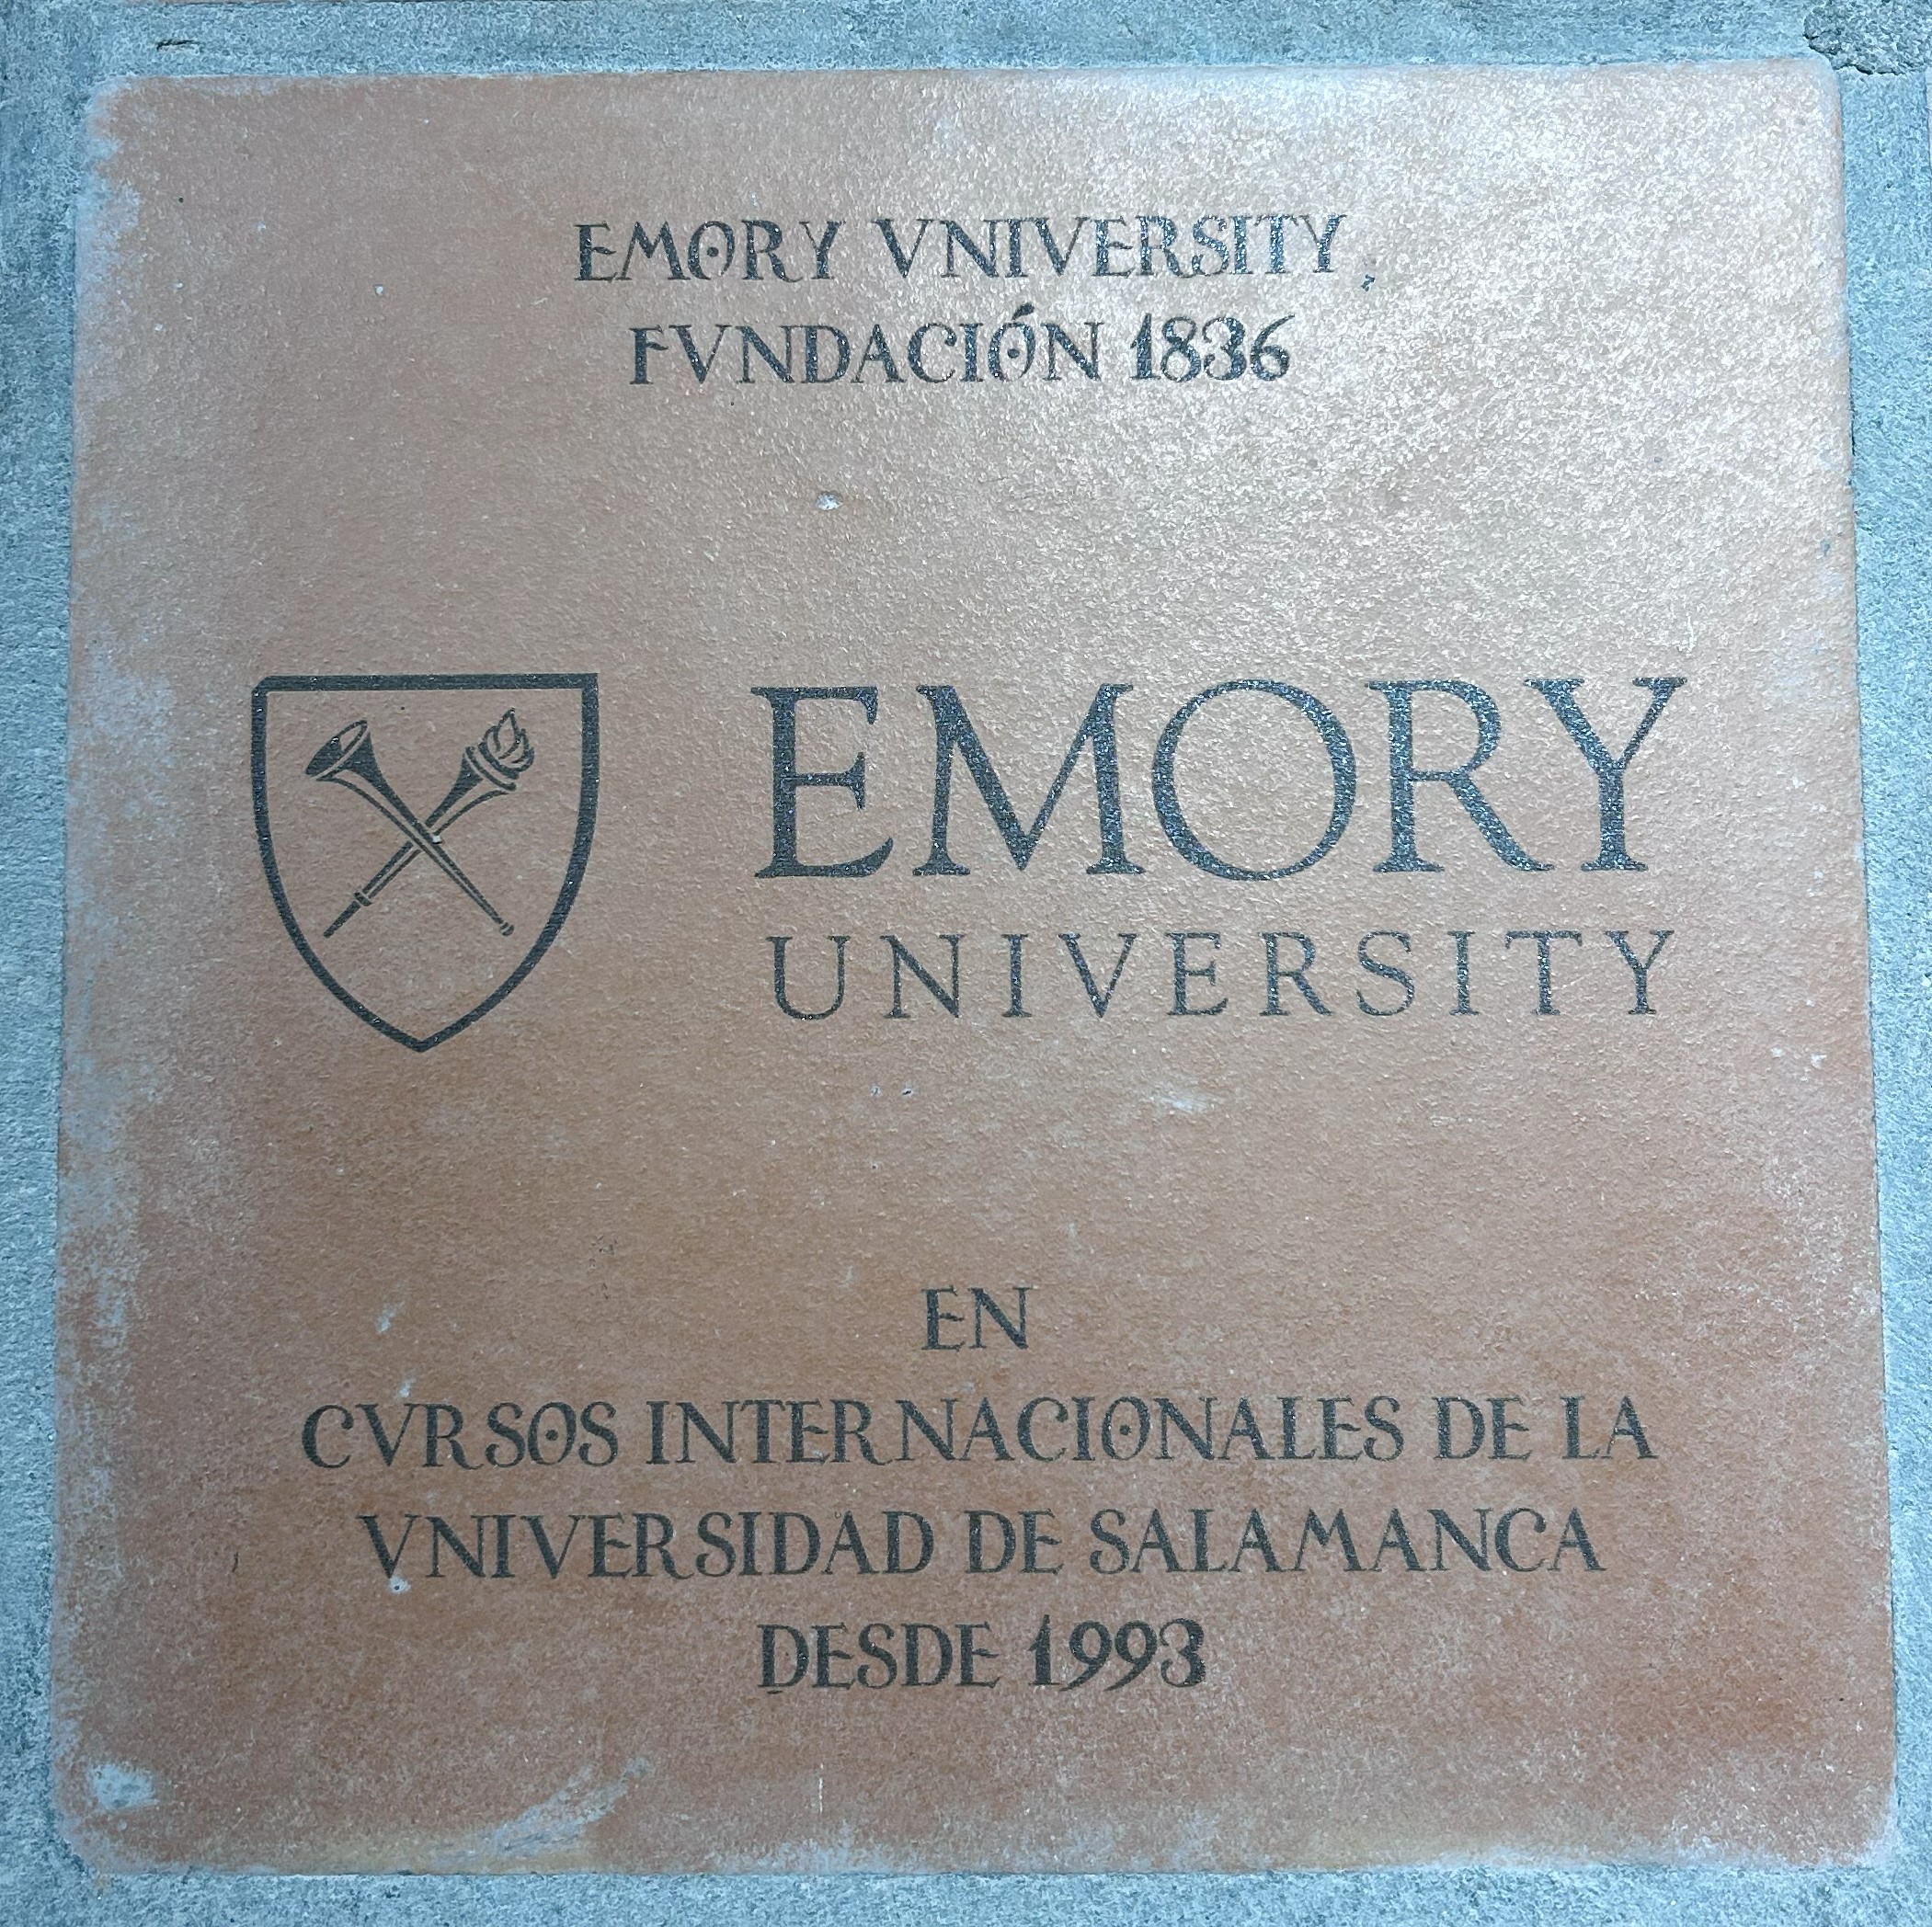 EMORY VNIVERSITY
FVNDACIÓN 1836
EMORY
UNIVERSITY
EN
CVRSOS INTERNACIONALES DE LA
VNIVERSIDAD DE SALAMANCA
DESDE 1993